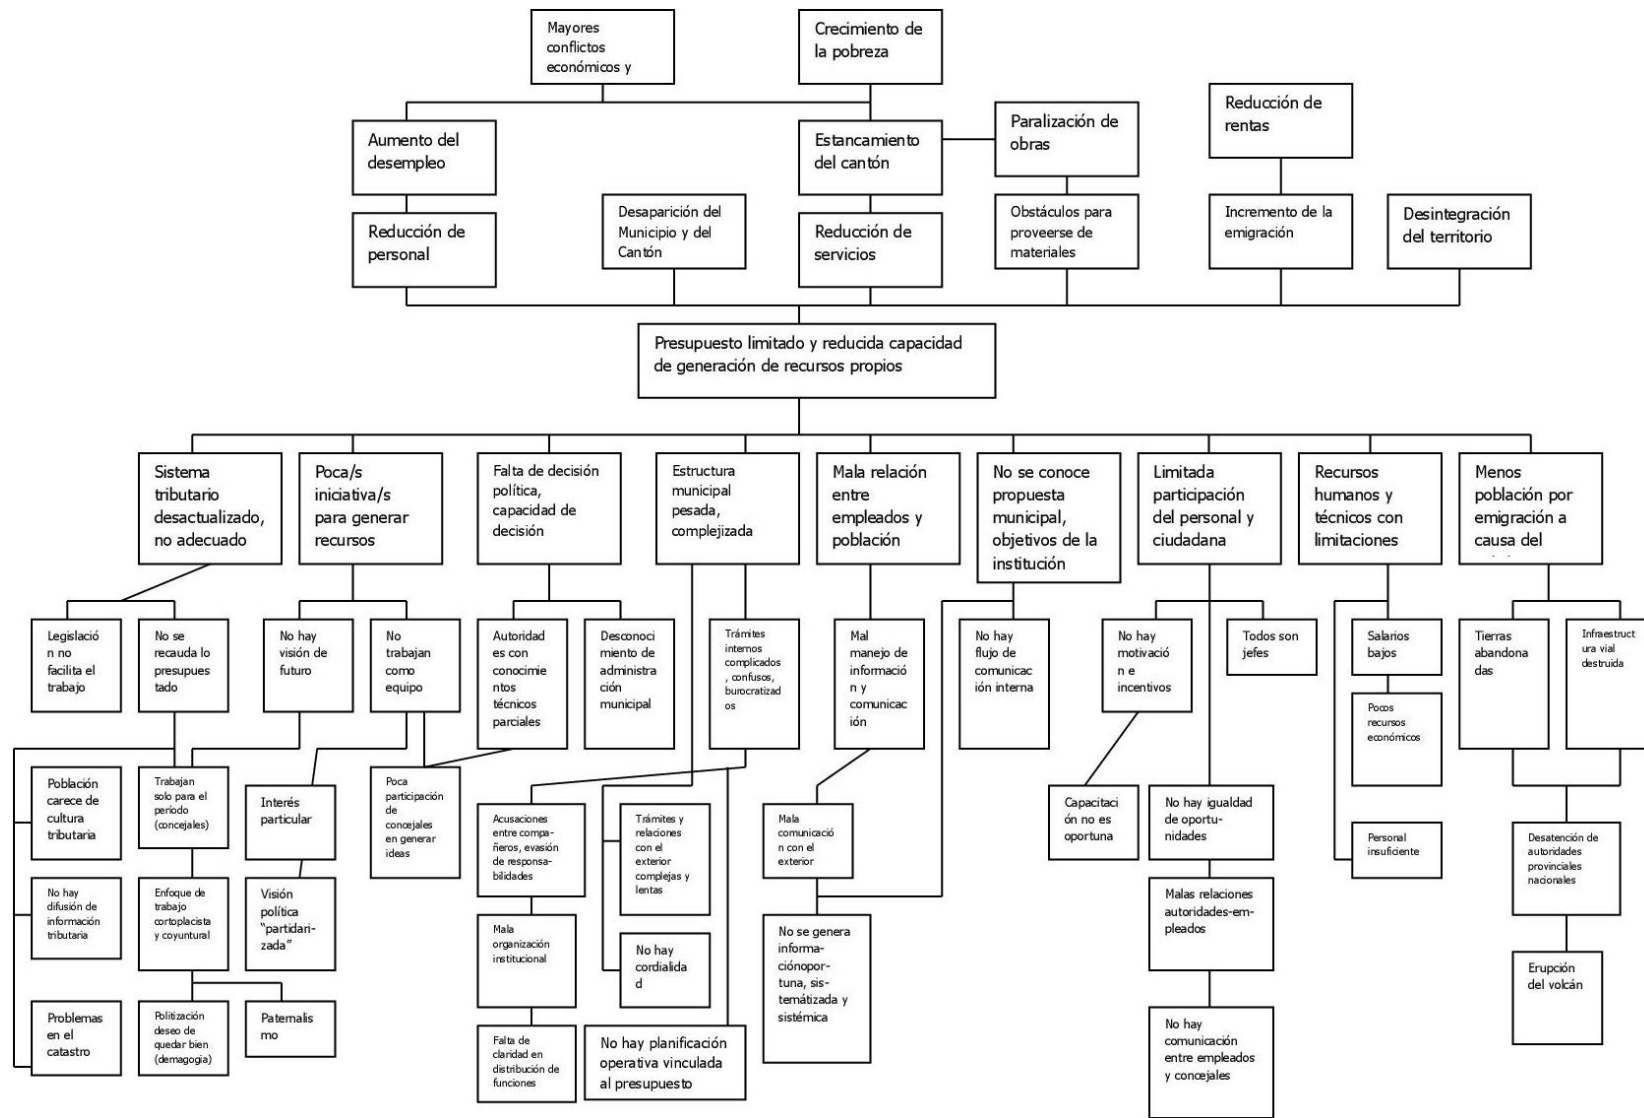 Mayores
conflictos
económicos y
Crecimiento de
la pobreza
Aumento del
desempleo
Estancamiento
del cantón
Paralización de
obras
Reducción de
rentas
Reducción de
personal
Desaparición del
Municipio y del
Cantón
Reducción de
servicios
Obstáculos para
proveerse de
materiales
Incremento de la
emigración
Desintegración
del territorio
Presupuesto limitado y reducida capacidad
de generación de recursos propios
Sistema
tributario
desactualizado,
no adecuado
Poca/s
iniciativa/s
para generar
recursos
Falta de decisión
política,
capacidad de
decisión
Estructura
municipal
pesada,
complejizada
Mala relación
entre
empleados y
población
No se conoce
propuesta
municipal,
objetivos de la
institución
Limitada
participación
del personal y
ciudadana
Recursos
humanos y
técnicos con
limitaciones
Menos
población por
emigración a
causa del
Legislació
n no
facilita el
trabajo
No se
recauda lo
presupues
tado
No hay
visión de
futuro
No
trabajan
como
equipo
Autoridad
es con
conocimie
ntos
técnicos
parciales
Desconoci
miento de
administra
ción
municipal
Trámites
internos
complicados
, confusos,
burocratizad
os
Mal
manejo de
informació
n y
comunicac
ión
No hay
flujo de
comunicac
ión interna
No hay
motivació
n e
incentivos
Todos son
jefes
Salarios
bajos
Tierras
abandona
das
Infraestruct
ura vial
destruida
Pocos
recursos
económicos
Población
carece de
cultura
tributaria
Trabajan
solo para el
período
(concejales)
Interés
particular
Poca
participación
de
concejales
en generar
ideas
Acusaciones
entre compa-
ñeros, evasión
de responsa-
bilidades
Trámites y
relaciones
con el
exterior
complejas y
lentas
Mala
comunicació
n con el
exterior
Capacitaci
ón no es
oportuna
No hay igualdad
de oportu-
nidades
Personal
insuficiente
Desatención de
autoridades
provinciales
nacionales
No hay
difusión de
información
tributaria
Enfoque de
trabajo
cortoplacista
y coyuntural
Visión
política
“partidari-
zada”
Mala
organización
institucional
No hay
cordialida
d
No se genera
informa-
ciónopor-
tuna, sis-
temátizada y
sistémica
Malas relaciones
autoridades-em-
pleados
Erupción
del volcán
Problemas
en el
catastro
Politización
deseo de
quedar bien
(demagogia)
Paternalis
mo
Falta de
claridad en
distribución de
funciones
No hay planificación
operativa vinculada
al presupuesto
No hay
comunicación
entre empleados
y concejales